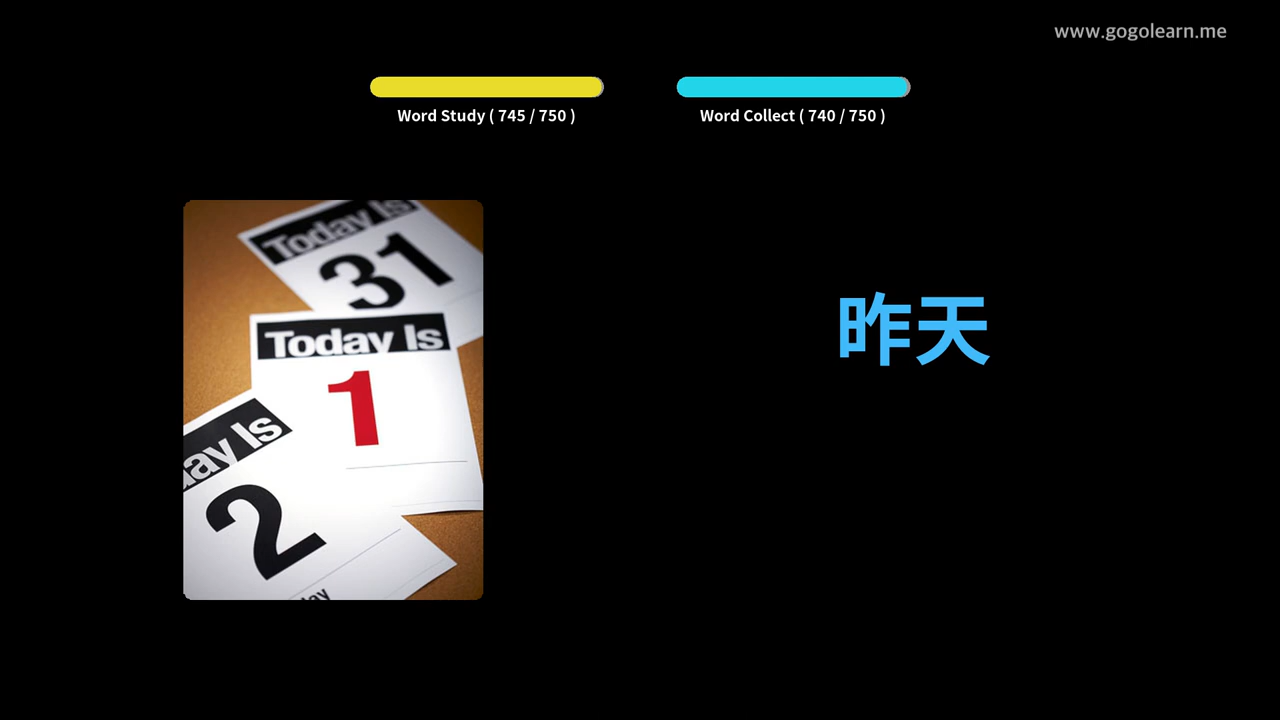 www.gogolearn.me
Word Study ( 745 / 750 )
Word Collect ( 740 / 750 )
Today Is
31
Today Is
1
ay Is
2
昨天